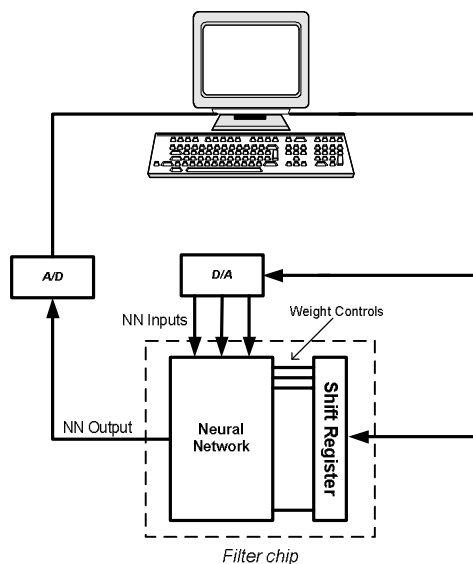 A/D
D/A
NN Inputs
Weight Controls
Neural
Network
Shift Register
NN Output
Filter chip